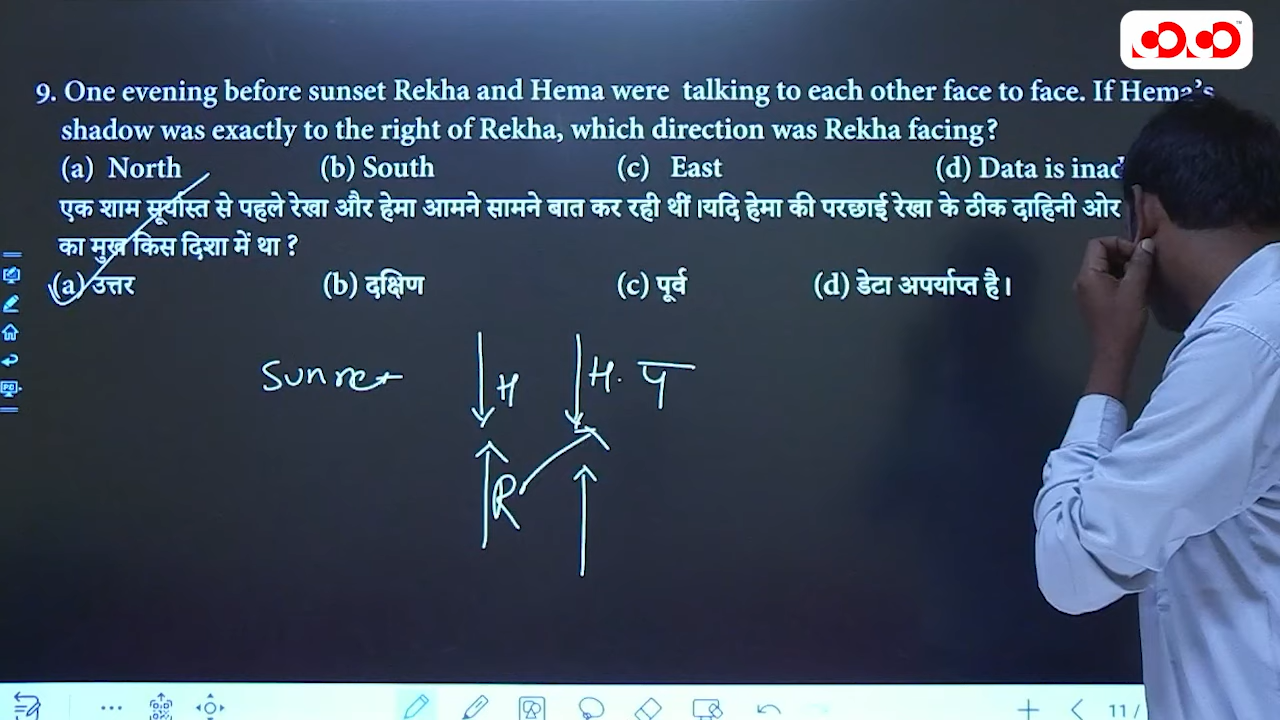 9. One evening before sunset Rekha and Hema were talking to each other face to face. If Hema's
shadow was exactly to the right of Rekha, which direction was Rekha facing?
(a) North (b) South (c) East (d) Data is inad
एक शाम सूर्यास्त से पहले रेखा और हेमा आमने सामने बात कर रही थीं।यदि हेमा की परछाई रेखा के ठीक दाहिनी ओर
का मुख किस दिशा में था ?
(a) उत्तर (b) दक्षिण (c) पूर्व (d) डेटा अपर्याप्त है।
Sunset H H. पू
R
11 /